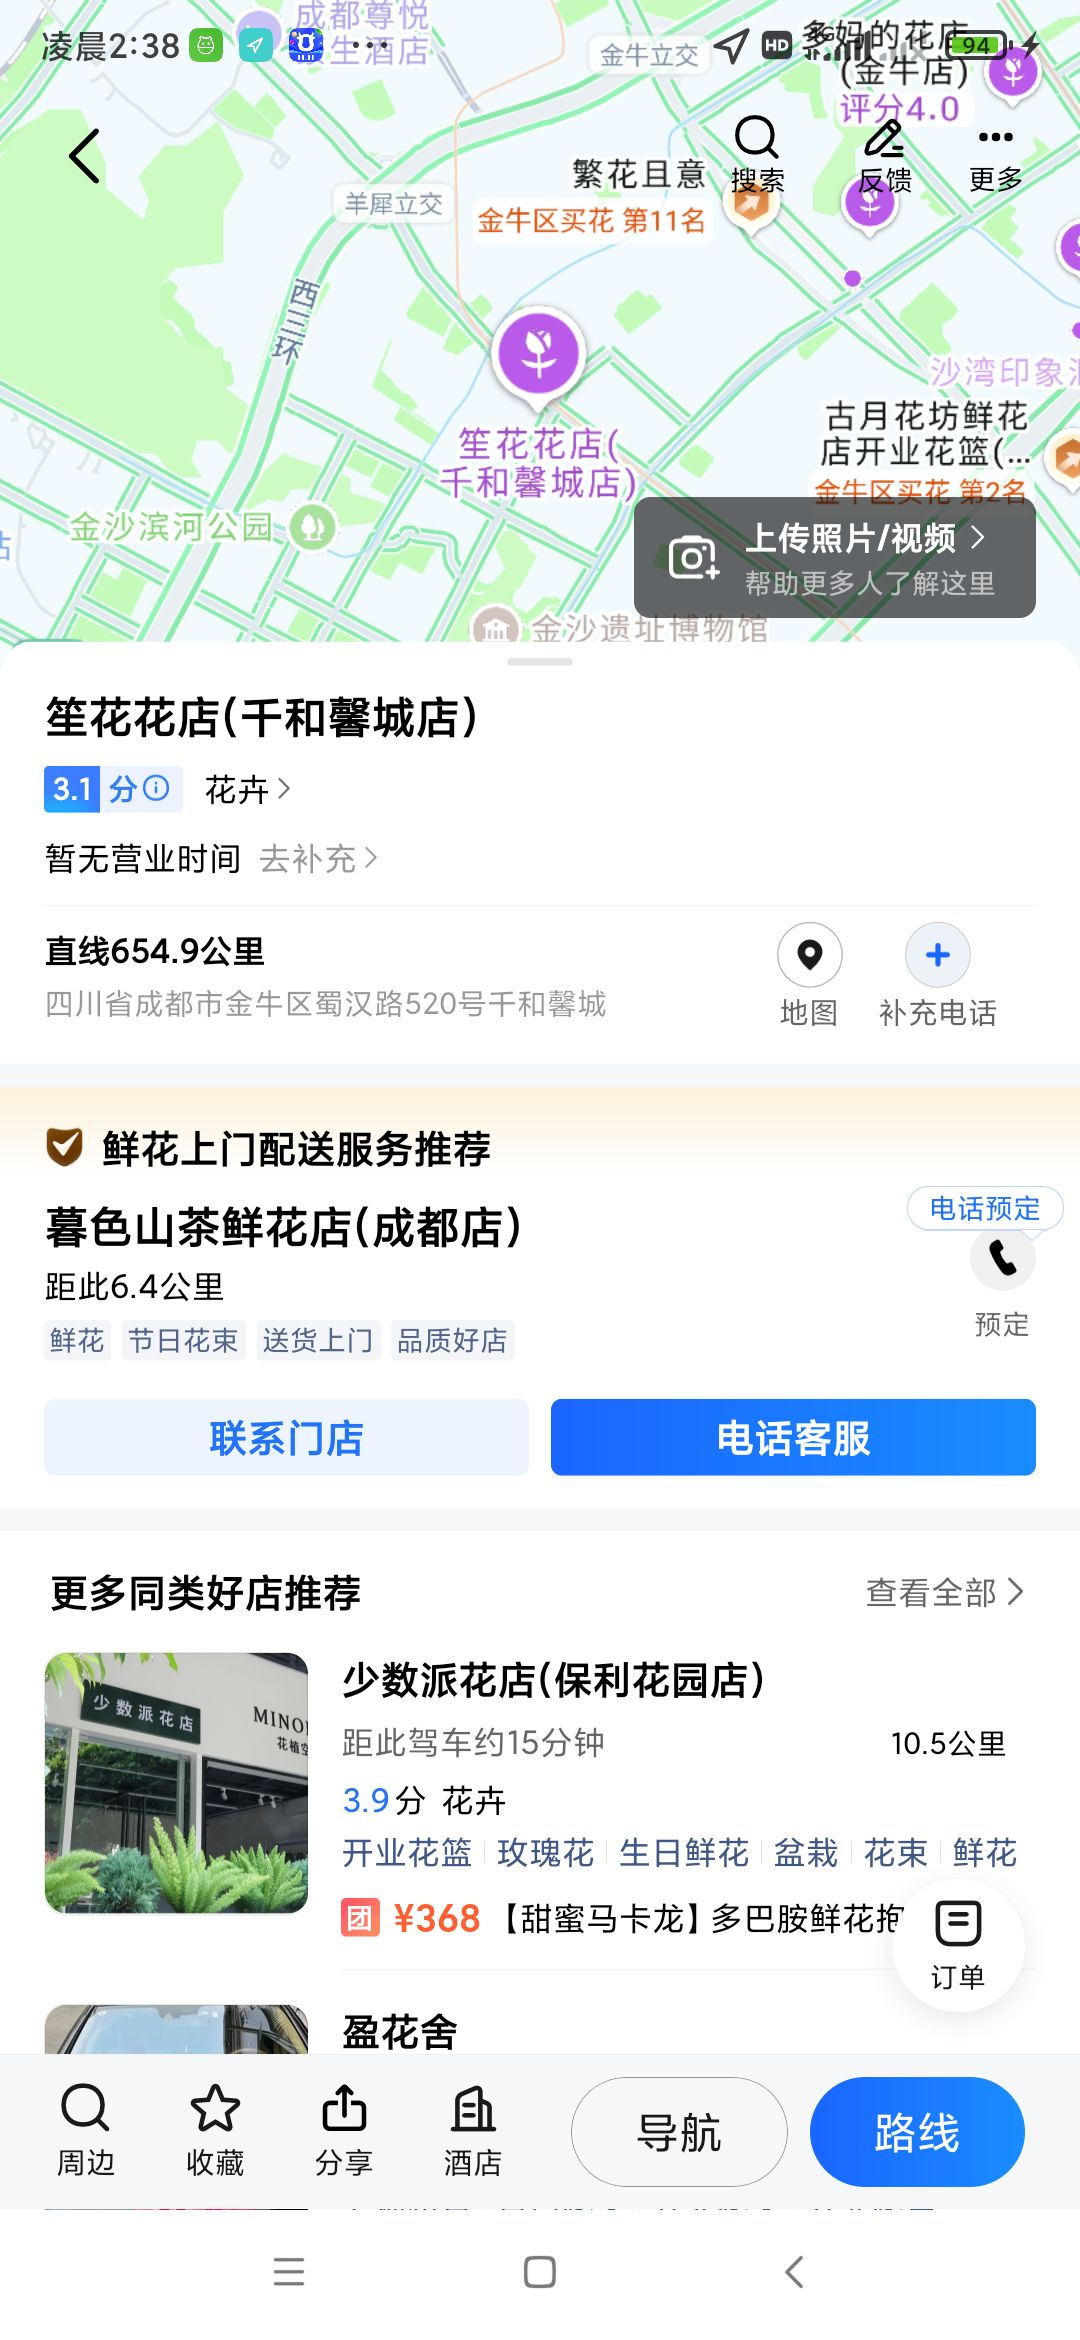 凌晨2:38
成都尊悦
生酒店
金牛立交
HD
94
(金牛店)
评分4.0
搜索
反馈
更多
繁花且意
金牛区买花 第11名
羊犀立交
西三环
沙湾印象
笙花花店(
千和馨城店)
古月花坊鲜花
店开业花篮(...
金牛区买花 第2名
金沙滨河公园
站
上传照片/视频
帮助更多人了解这里
金沙遗址博物馆
笙花花店(千和馨城店)
3.1 分 花卉
暂无营业时间 去补充
直线654.9公里
四川省成都市金牛区蜀汉路520号千和馨城
地图
补充电话
鲜花上门配送服务推荐
暮色山茶鲜花店(成都店)
电话预定
距此6.4公里
预定
鲜花 节日花束 送货上门 品质好店
联系门店
电话客服
更多同类好店推荐
查看全部
少数派花店
MINO
花植空
少数派花店(保利花园店)
距此驾车约15分钟
10.5公里
3.9分 花卉
开业花篮 玫瑰花 生日鲜花 盆栽 花束 鲜花
团 ¥368 【甜蜜马卡龙】多巴胺鲜花抱
订单
盈花舍
周边
收藏
分享
酒店
导航
路线